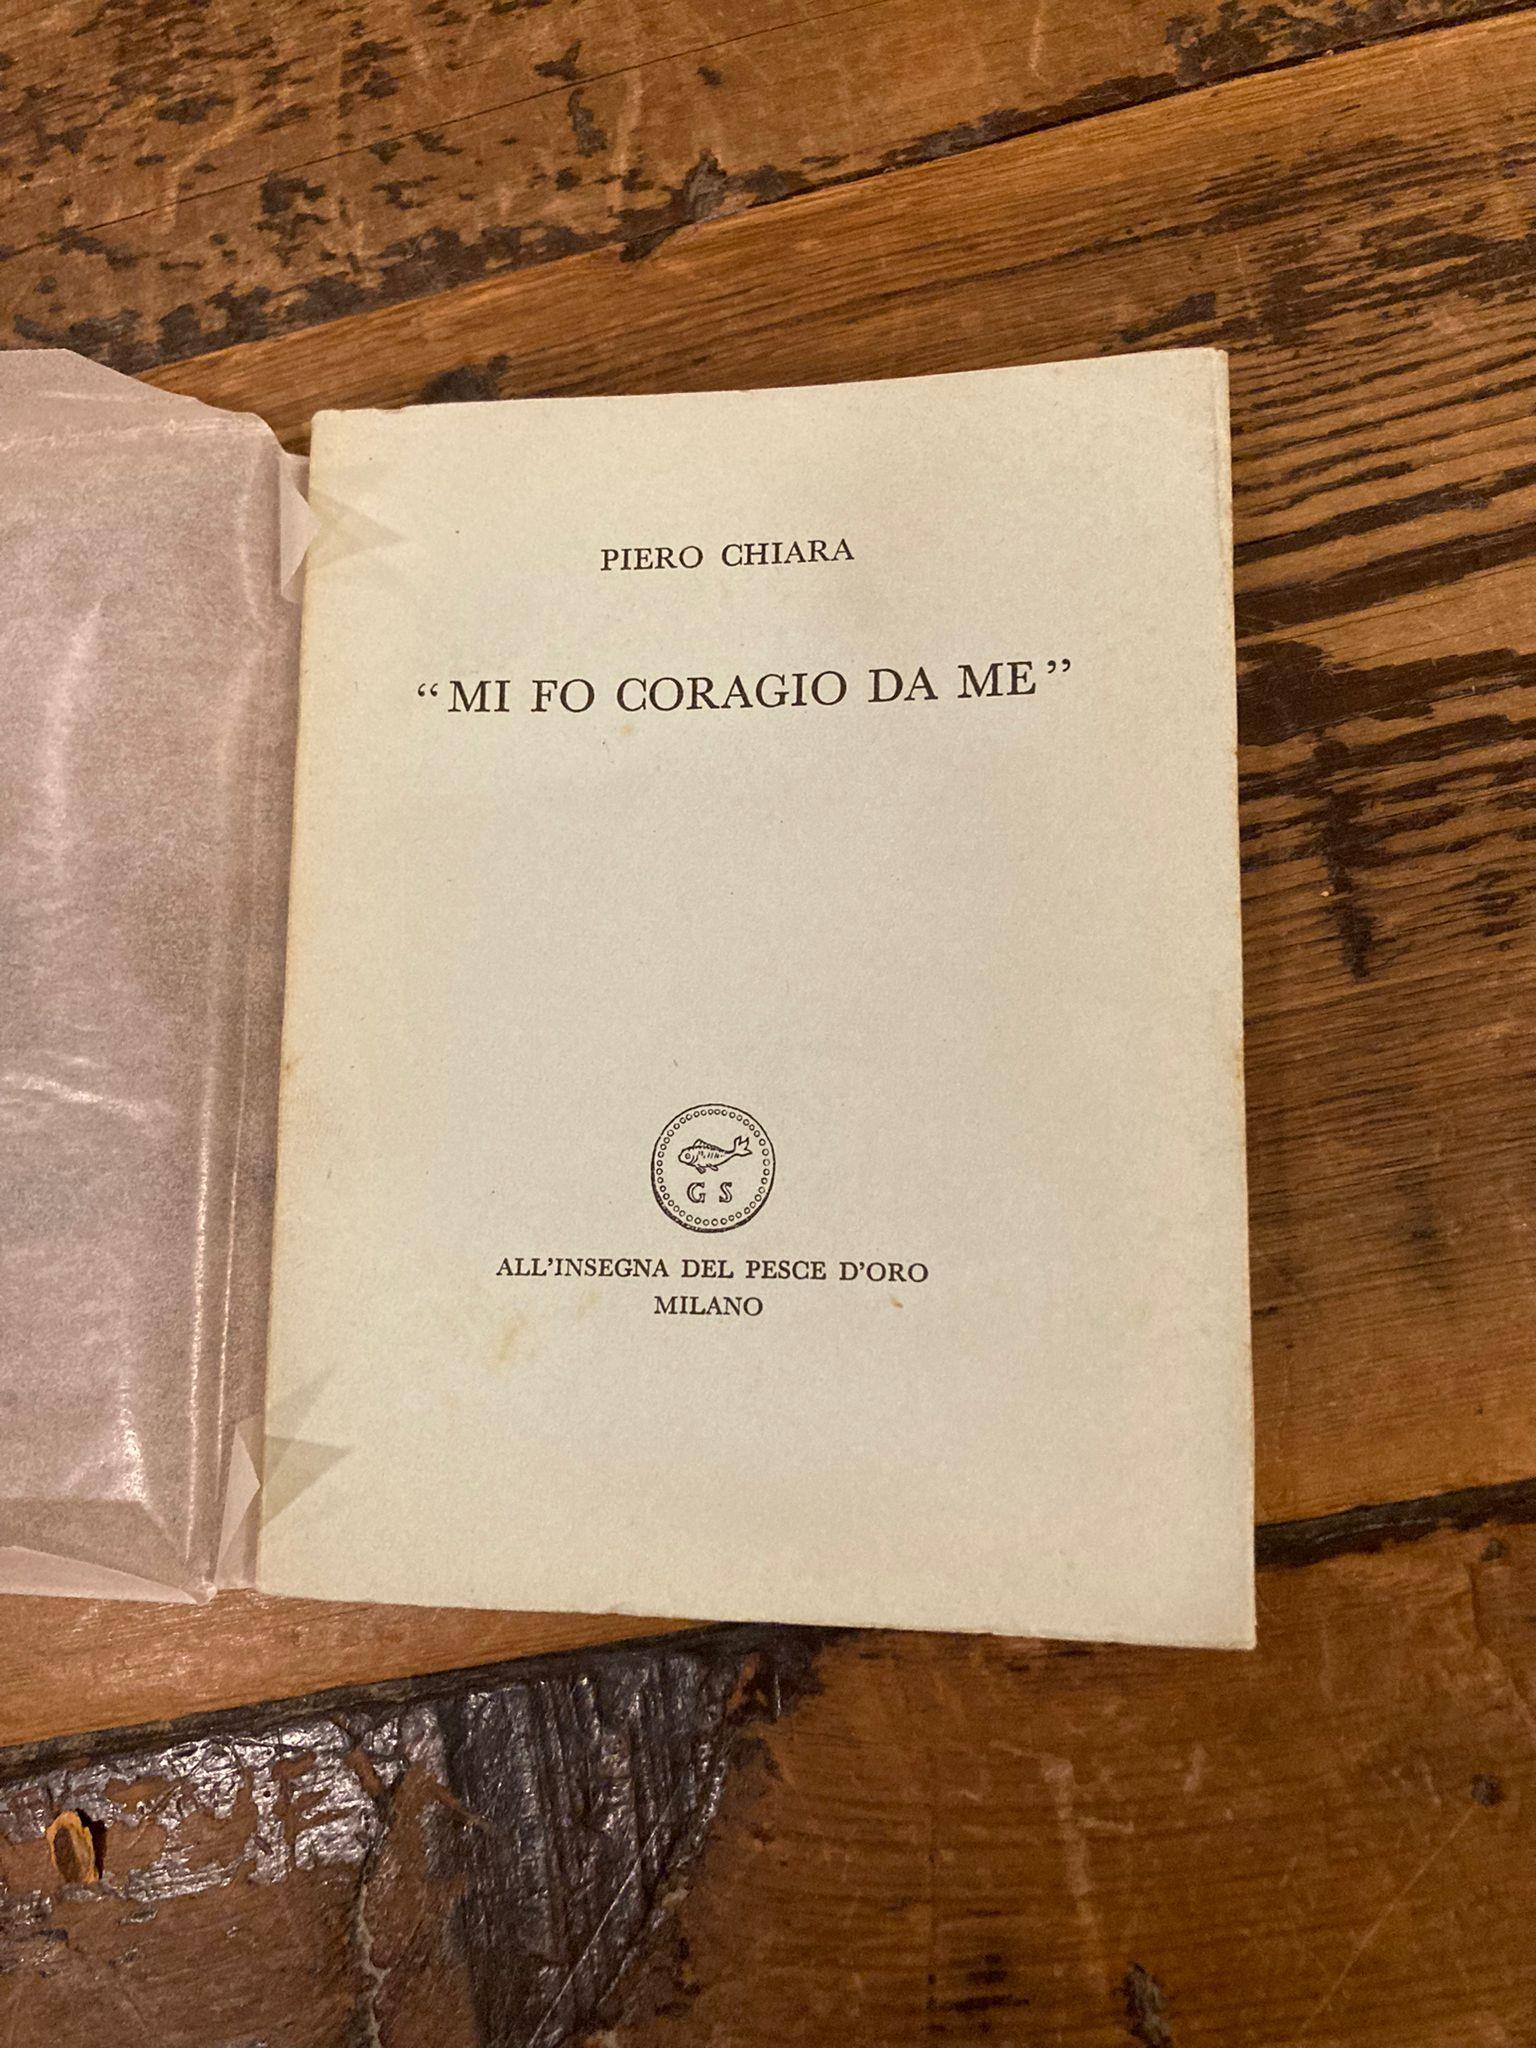 PIERO CHIARA
“MI FO CORAGIO DA ME”
G S
ALL'INSEGNA DEL PESCE D'ORO
MILANO